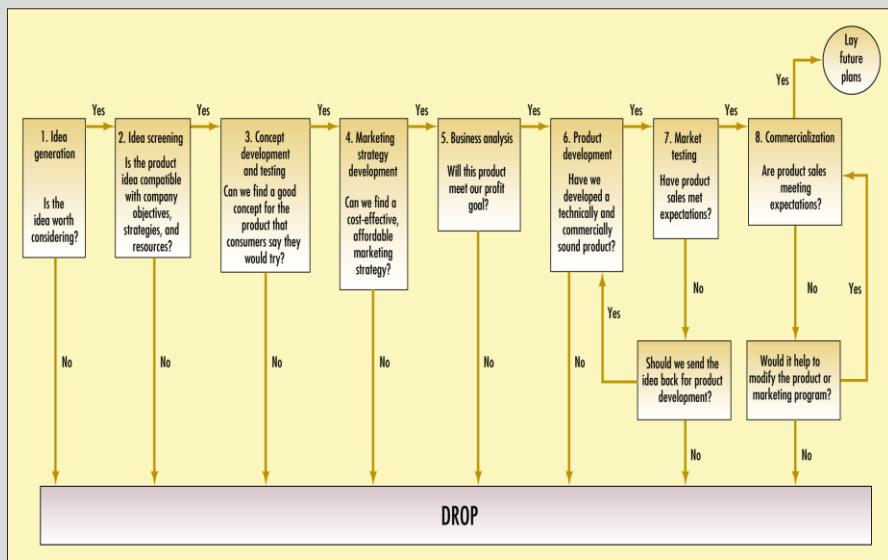 Lay
future
plans
Yes
Yes
Yes
Yes
Yes
Yes
Yes
Yes
1. Idea
generation
Is the
idea worth
considering?
2. Idea screening
Is the product
idea compatible
with company
objectives,
strategies, and
resources?
3. Concept
development
and testing
Can we find a good
concept for the
product that
consumers say they
would try?
4. Marketing
strategy
development
Can we find a
cost-effective,
affordable
marketing
strategy?
5. Business analysis
Will this product
meet our profit
goal?
6. Product
development
Have we
developed a
technically and
commercially
sound product?
7. Market
testing
Have product
sales met
expectations?
8. Commercialization
Are product sales
meeting
expectations?
No
No
Yes
Yes
Should we send the
idea back for product
development?
Would it help to
modify the product or
marketing program?
No
No
No
No
No
No
No
No
DROP